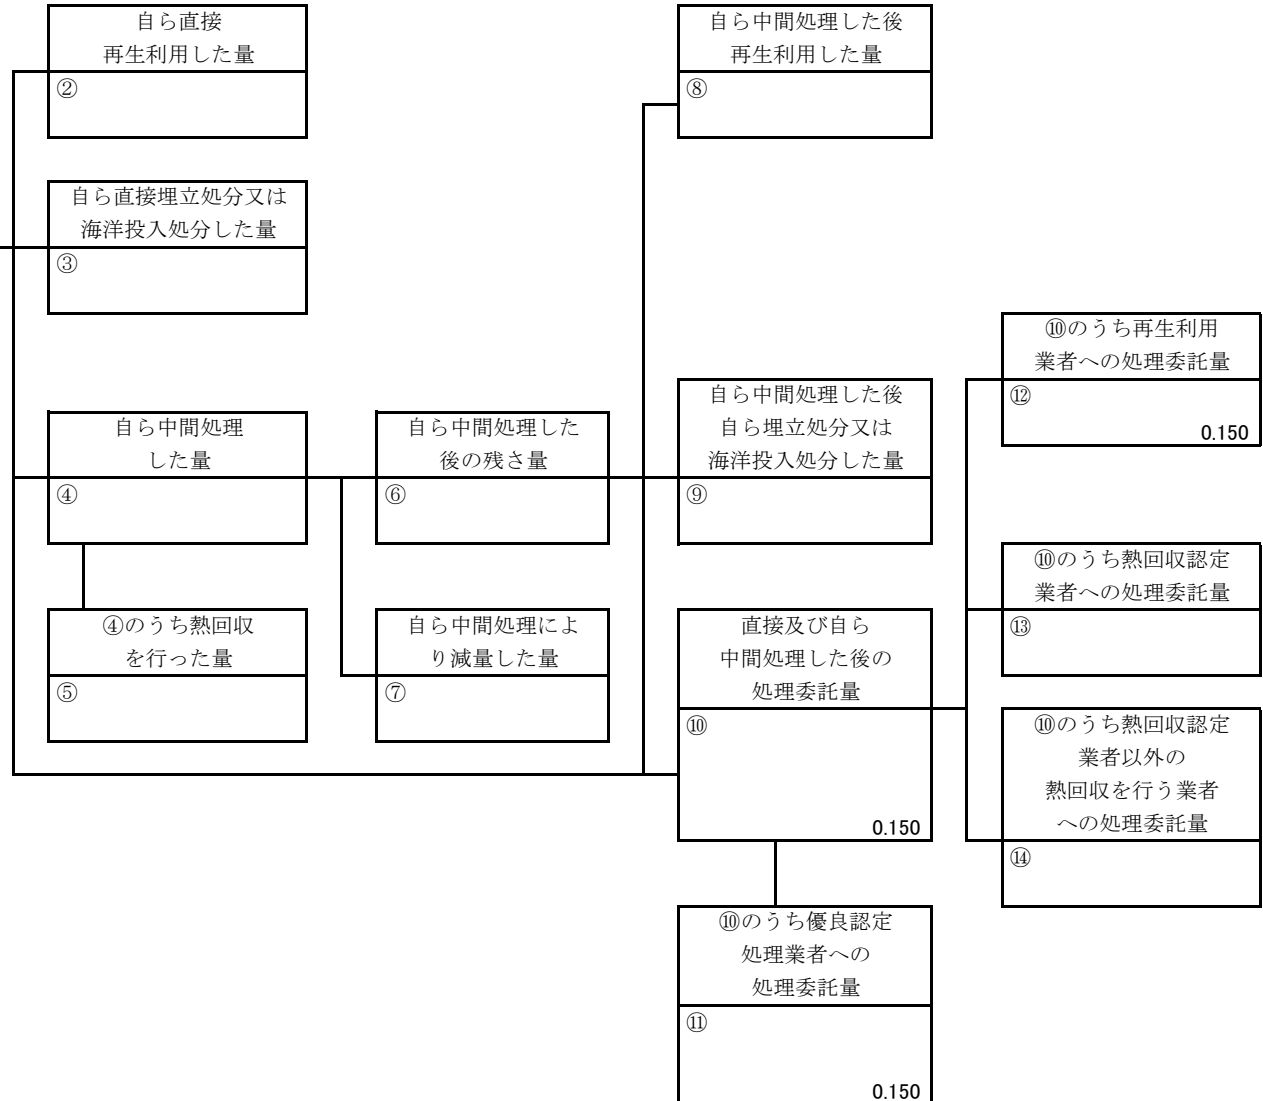 自ら直接
再生利用した量
②
自ら中間処理した後
再生利用した量
⑧
自ら直接埋立処分又は
海洋投入処分した量
③
⑩のうち再生利用
業者への処理委託量
⑫
0.150
自ら中間処理
した量
④
自ら中間処理した
後の残さ量
⑥
自ら中間処理した後
自ら埋立処分又は
海洋投入処分した量
⑨
⑩のうち熱回収認定
業者への処理委託量
⑬
④のうち熱回収
を行った量
⑤
自ら中間処理によ
り減量した量
⑦
直接及び自ら
中間処理した後の
処理委託量
⑩
0.150
⑩のうち熱回収認定
業者以外の
熱回収を行う業者
への処理委託量
⑭
⑩のうち優良認定
処理業者への
処理委託量
⑪
0.150